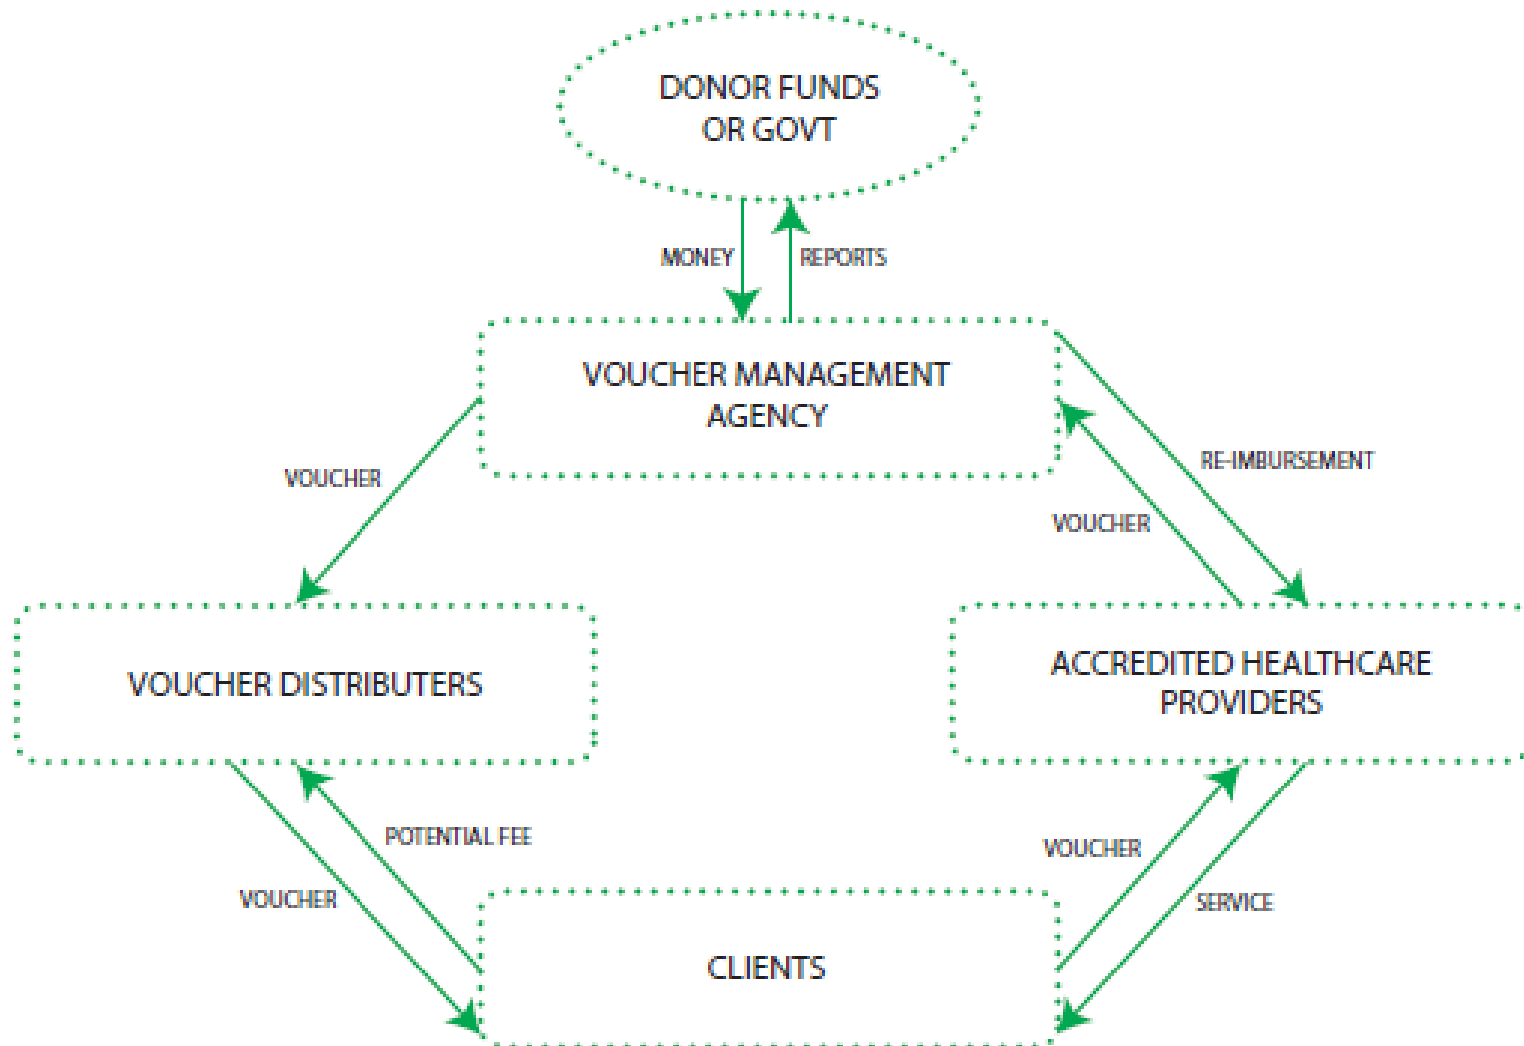 DONOR FUNDS
OR GOVT
MONEY
REPORTS
VOUCHER MANAGEMENT
AGENCY
RE-IMBURSEMENT
VOUCHER
VOUCHER
VOUCHER DISTRIBUTERS
ACCREDITED HEALTHCARE
PROVIDERS
POTENTIAL FEE
VOUCHER
VOUCHER
SERVICE
CLIENTS